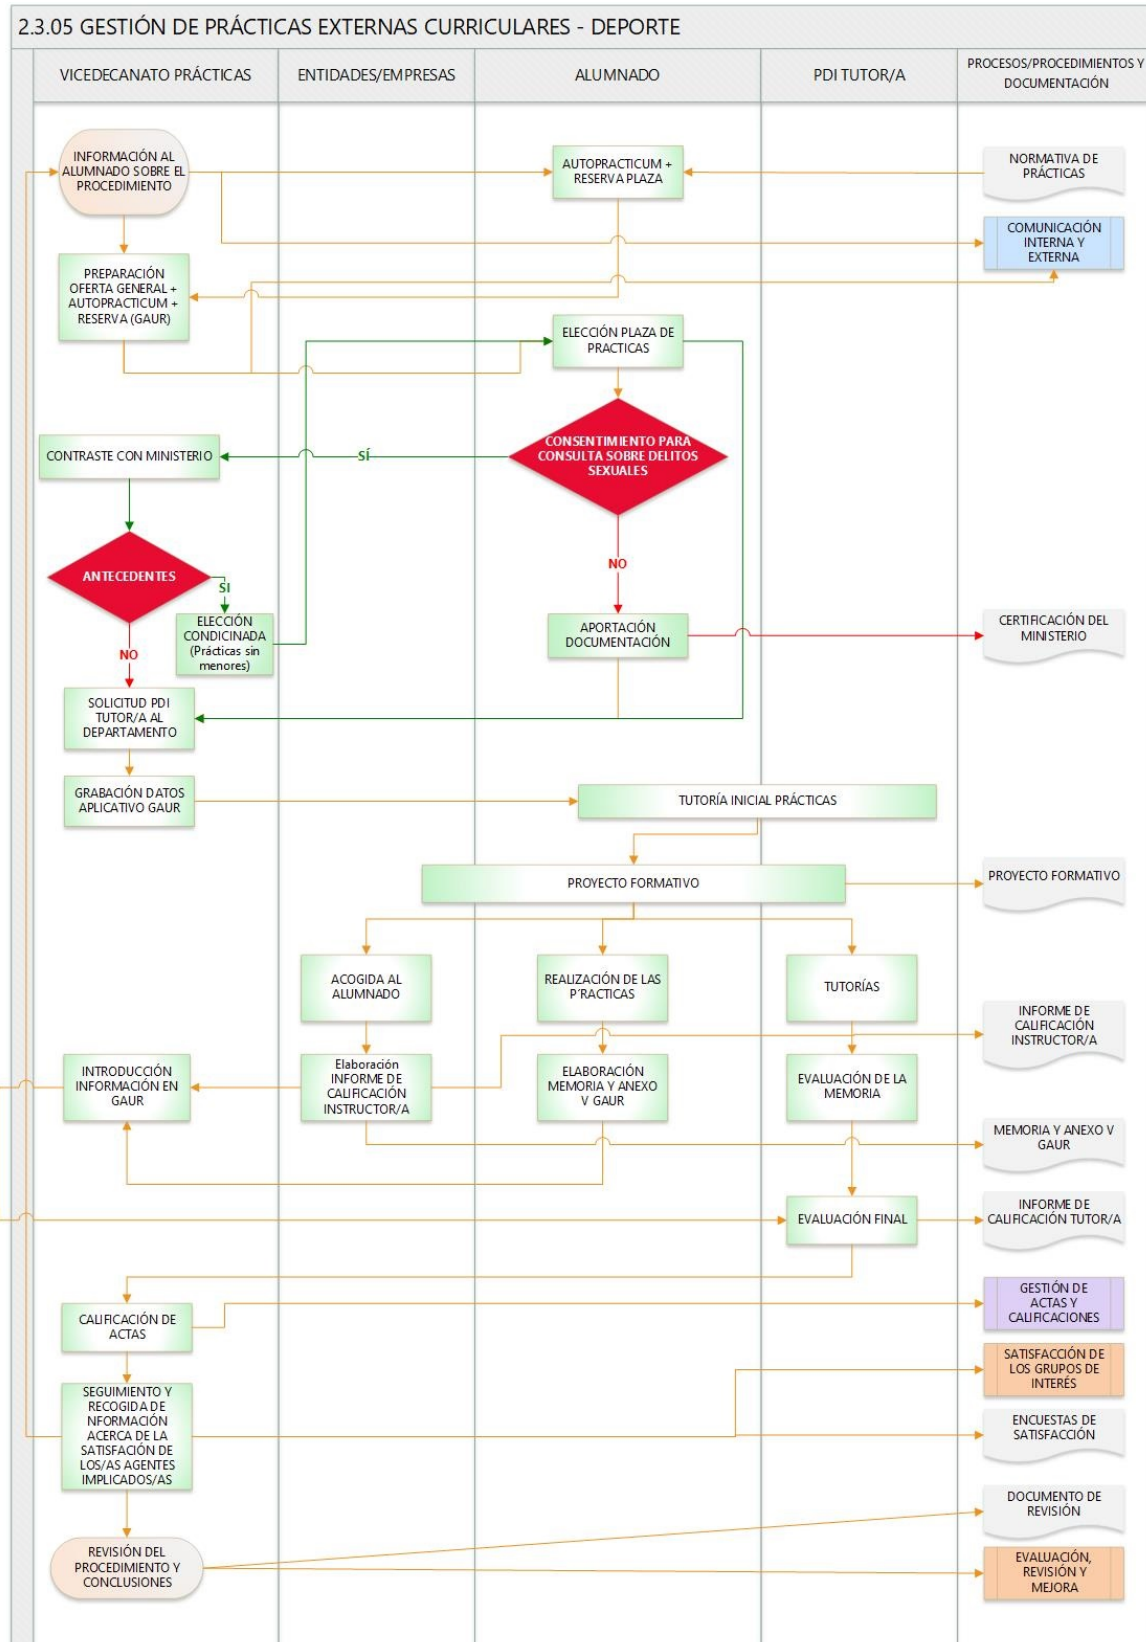 2.3.05 GESTIÓN DE PRÁCTICAS EXTERNAS CURRICULARES - DEPORTE
VICEDECANATO PRÁCTICAS
ENTIDADES/EMPRESAS
ALUMNADO
PDI TUTOR/A
PROCESOS/PROCEDIMIENTOS Y
DOCUMENTACIÓN
INFORMACIÓN AL
ALUMNADO SOBRE EL
PROCEDIMIENTO
AUTOPRACTICUM +
RESERVA PLAZA
NORMATIVA DE
PRÁCTICAS
COMUNICACIÓN
INTERNA Y
EXTERNA
PREPARACIÓN
OFERTA GENERAL +
AUTOPRACTICUM +
RESERVA (GAUR)
ELECCIÓN PLAZA DE
PRACTICAS
CONSENTIMIENTO PARA
CONSULTA SOBRE DELITOS
SEXUALES
SÍ
CONTRASTE CON MINISTERIO
NO
ANTECEDENTES
SI
ELECCIÓN
CONDICINADA
(Prácticas sin
menores)
APORTACIÓN
DOCUMENTACIÓN
CERTIFICACIÓN DEL
MINISTERIO
NO
SOLICITUD PDI
TUTOR/A AL
DEPARTAMENTO
GRABACIÓN DATOS
APLICATIVO GAUR
TUTORÍA INICIAL PRÁCTICAS
PROYECTO FORMATIVO
PROYECTO FORMATIVO
ACOGIDA AL
ALUMNADO
REALIZACIÓN DE LAS
P´RACTICAS
TUTORÍAS
INFORME DE
CALIFICACIÓN
INSTRUCTOR/A
INTRODUCCIÓN
INFORMACIÓN EN
GAUR
Elaboración
INFORME DE
CALIFICACIÓN
INSTRUCTOR/A
ELABORACIÓN
MEMORIA Y ANEXO
V GAUR
EVALUACIÓN DE LA
MEMORIA
MEMORIA Y ANEXO V
GAUR
EVALUACIÓN FINAL
INFORME DE
CALIFICACIÓN TUTOR/A
CALIFICACIÓN DE
ACTAS
GESTIÓN DE
ACTAS Y
CALIFICACIONES
SATISFACCIÓN DE
LOS GRUPOS DE
INTERÉS
SEGUIMIENTO Y
RECOGIDA DE
NFORMACIÓN
ACERCA DE LA
SATISFACIÓN DE
LOS/AS AGENTES
IMPLICADOS/AS
ENCUESTAS DE
SATISFACCIÓN
DOCUMENTO DE
REVISIÓN
REVISIÓN DEL
PROCEDIMIENTO Y
CONCLUSIONES
EVALUACIÓN,
REVISIÓN Y
MEJORA